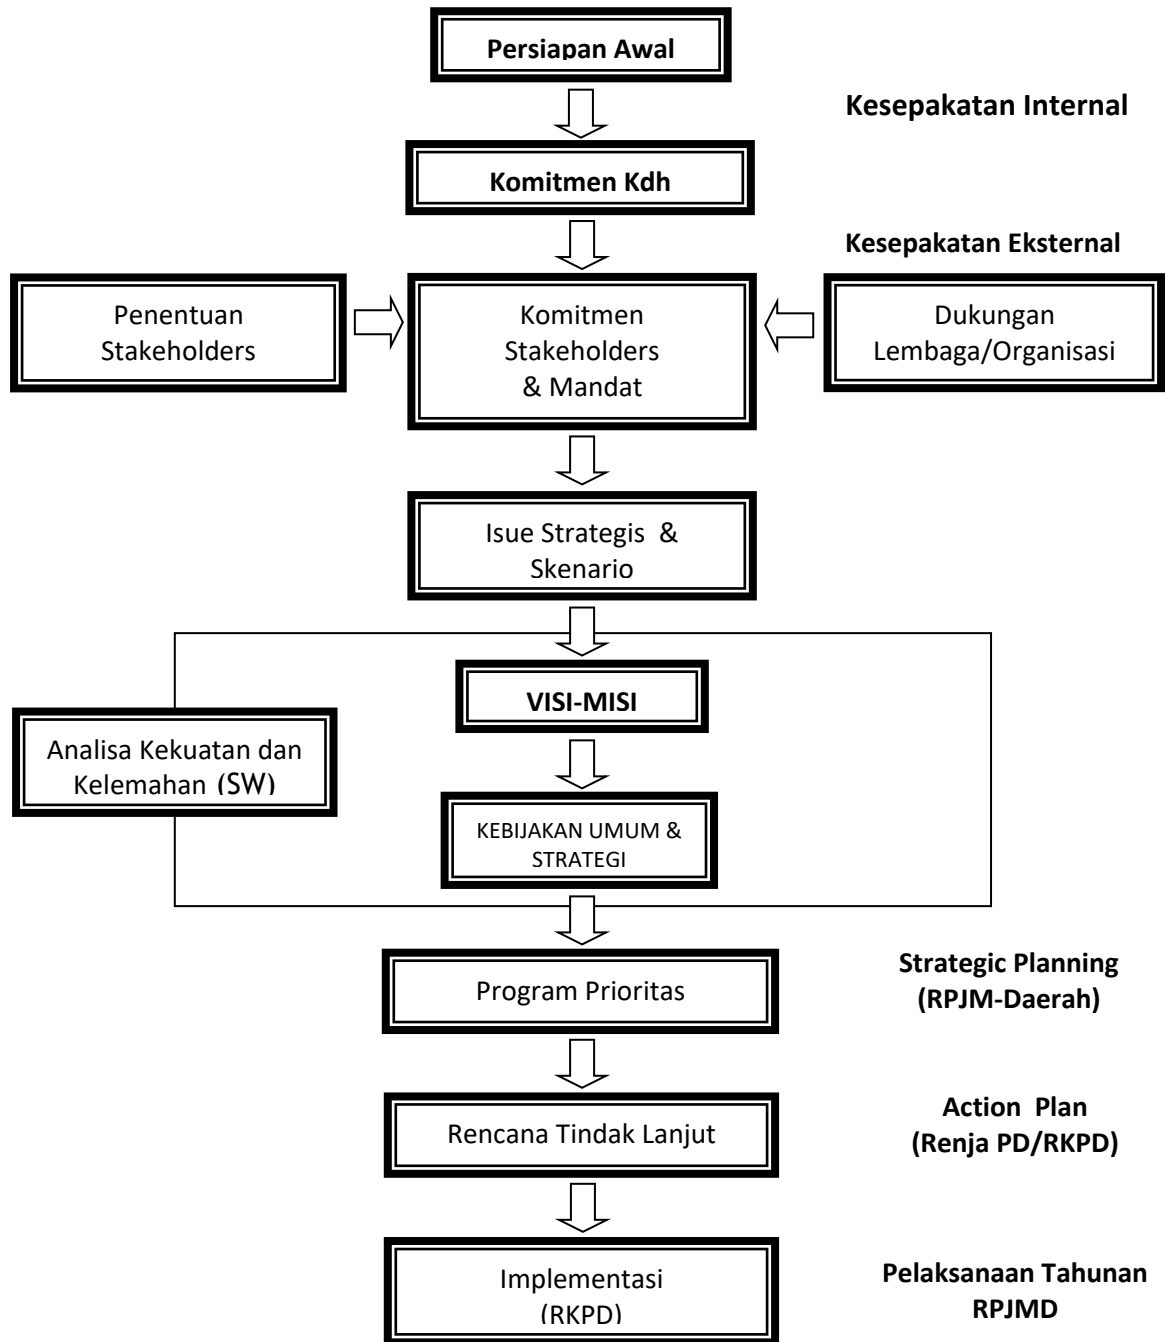 Persiapan Awal
Kesepakatan Internal
Komitmen Kdh
Kesepakatan Eksternal
Penentuan
Stakeholders
Komitmen
Stakeholders
& Mandat
Dukungan
Lembaga/Organisasi
Isue Strategis &
Skenario
VISI-MISI
Analisa Kekuatan dan
Kelemahan (SW)
KEBIJAKAN UMUM &
STRATEGI
Program Prioritas
Strategic Planning
(RPJM-Daerah)
Rencana Tindak Lanjut
Action Plan
(Renja PD/RKPD)
Implementasi
(RKPD)
Pelaksanaan Tahunan
RPJMD